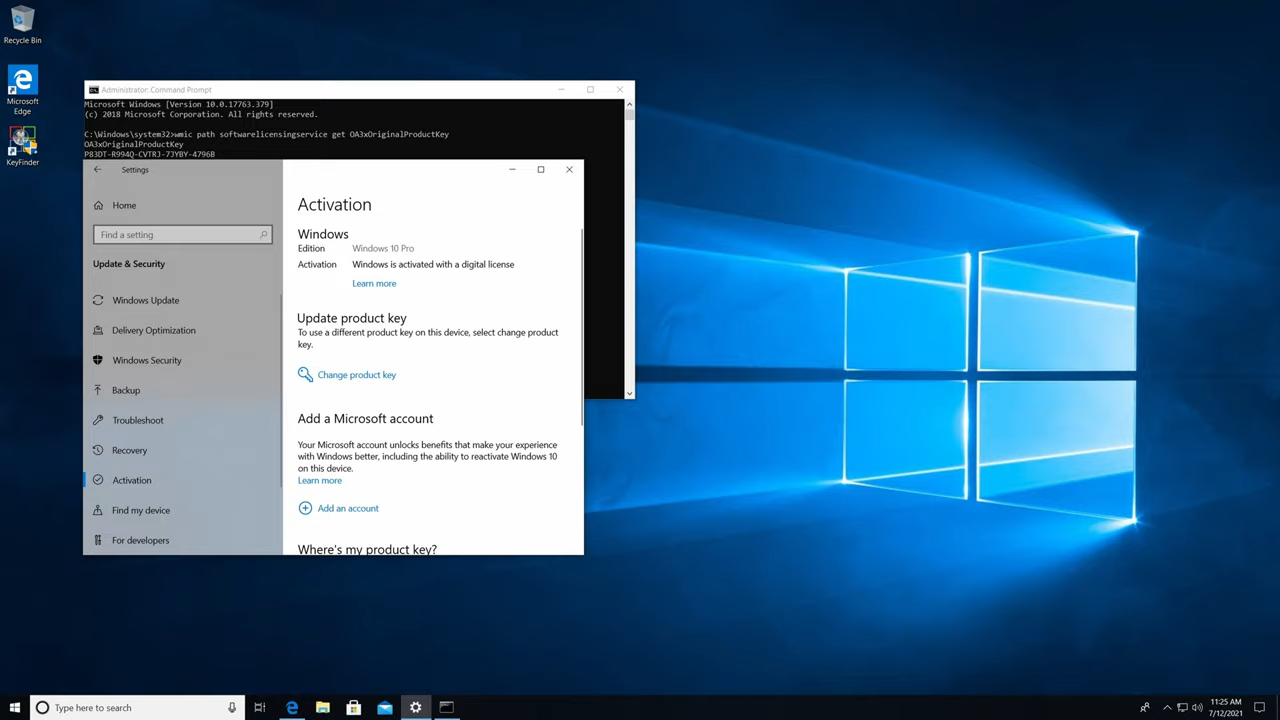 Recycle Bin
Microsoft
Edge
KeyFinder
Administrator: Command Prompt
Microsoft Windows [Version 10.0.17763.379]
(c) 2018 Microsoft Corporation. All rights reserved.
C:\Windows\system32>wmic path softwarelicensingservice get OA3xOriginalProductKey
OA3xOriginalProductKey
P83DT-R994Q-CVTRJ-7JYBY-4796B
Settings
Home
Find a setting
Update & Security
Windows Update
Delivery Optimization
Windows Security
Backup
Troubleshoot
Recovery
Activation
Find my device
For developers
Activation
Windows
Edition Windows 10 Pro
Activation Windows is activated with a digital license
Learn more
Update product key
To use a different product key on this device, select change product
key.
Change product key
Add a Microsoft account
Your Microsoft account unlocks benefits that make your experience
with Windows better, including the ability to reactivate Windows 10
on this device.
Learn more
Add an account
Where's my product key?
Type here to search
11:25 AM
7/12/2021